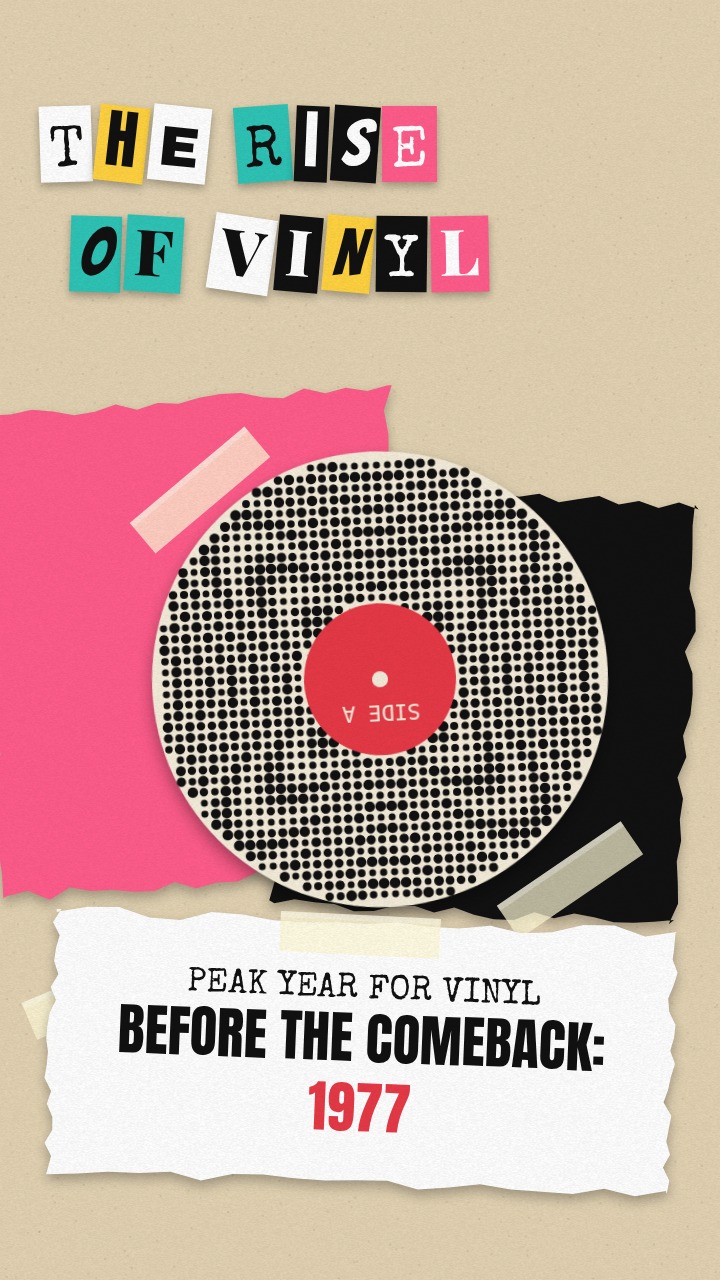 THE RISE
OF VINYL
SIDE A
PEAK YEAR FOR VINYL
BEFORE THE COMEBACK:
1977